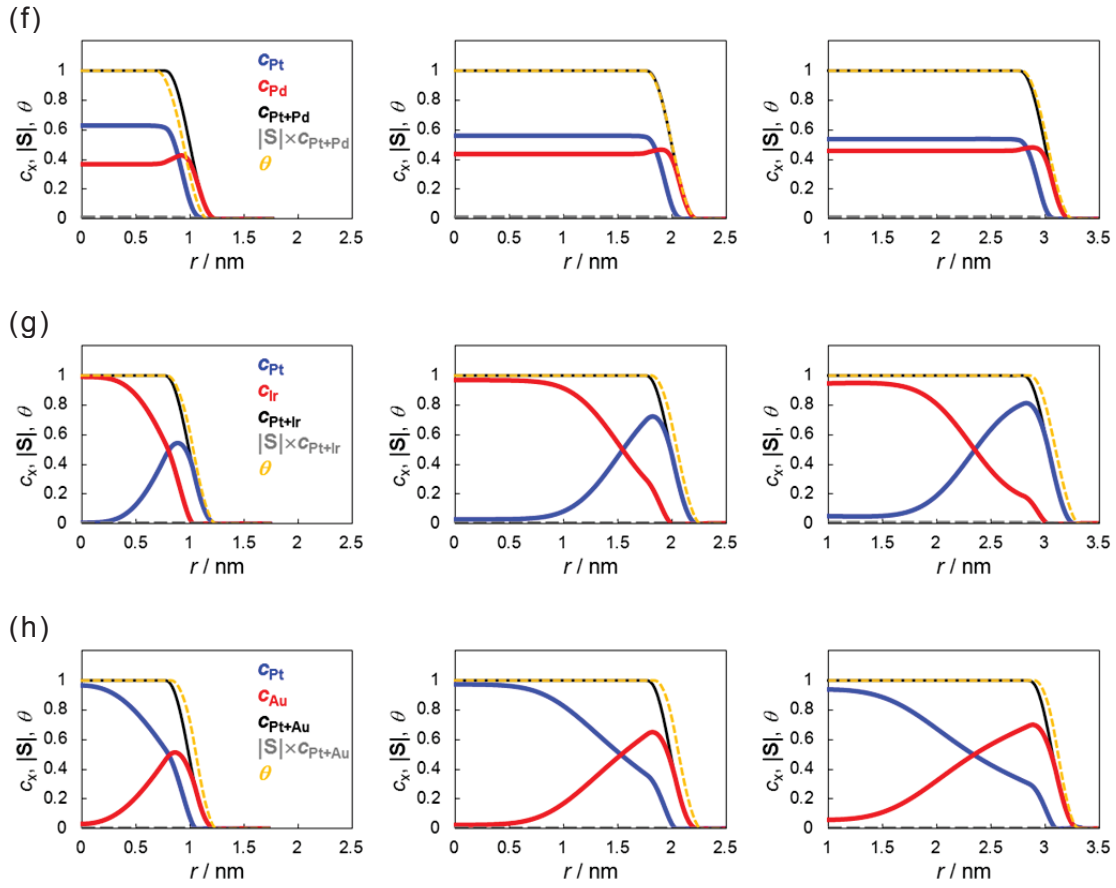 (f)
c_x, |S|, θ
1
0.8
0.6
0.4
0.2
0
0 0.5 1 1.5 2 2.5
r / nm
c_Pt
c_Pd
c_Pt+Pd
|S|×c_Pt+Pd
θ
c_x, |S|, θ
1
0.8
0.6
0.4
0.2
0
0 0.5 1 1.5 2 2.5
r / nm
c_x, |S|, θ
1
0.8
0.6
0.4
0.2
0
1 1.5 2 2.5 3 3.5
r / nm
(g)
c_x, |S|, θ
1
0.8
0.6
0.4
0.2
0
0 0.5 1 1.5 2 2.5
r / nm
c_Pt
c_Ir
c_Pt+Ir
|S|×c_Pt+Ir
θ
c_x, |S|, θ
1
0.8
0.6
0.4
0.2
0
0 0.5 1 1.5 2 2.5
r / nm
c_x, |S|, θ
1
0.8
0.6
0.4
0.2
0
1 1.5 2 2.5 3 3.5
r / nm
(h)
c_x, |S|, θ
1
0.8
0.6
0.4
0.2
0
0 0.5 1 1.5 2 2.5
r / nm
c_Pt
c_Au
c_Pt+Au
|S|×c_Pt+Au
θ
c_x, |S|, θ
1
0.8
0.6
0.4
0.2
0
0 0.5 1 1.5 2 2.5
r / nm
c_x, |S|, θ
1
0.8
0.6
0.4
0.2
0
1 1.5 2 2.5 3 3.5
r / nm